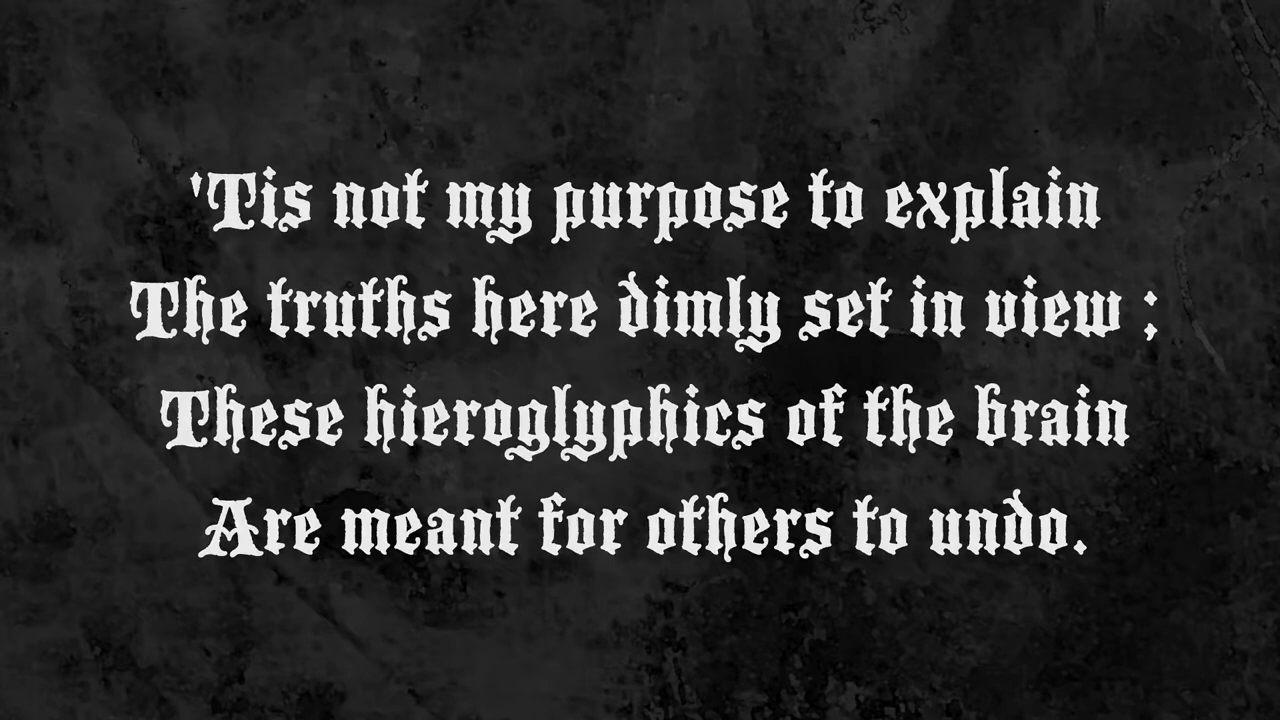 'Tis not my purpose to explain
The truths here dimly set in view ;
These hieroglyphics of the brain
Are meant for others to undo.